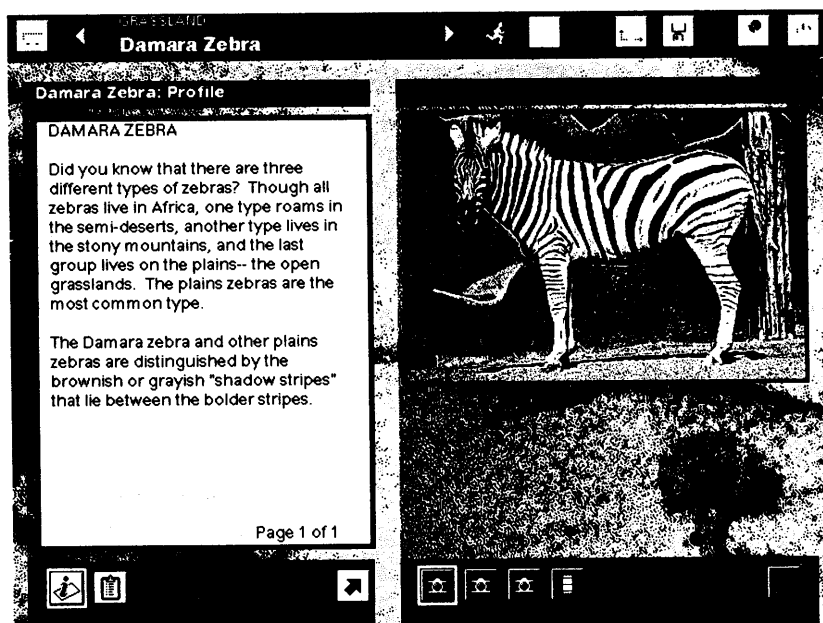 GRASSLAND
Damara Zebra
Damara Zebra: Profile
DAMARA ZEBRA
Did you know that there are three
different types of zebras? Though all
zebras live in Africa, one type roams in
the semi-deserts, another type lives in
the stony mountains, and the last
group lives on the plains-- the open
grasslands. The plains zebras are the
most common type.
The Damara zebra and other plains
zebras are distinguished by the
brownish or grayish "shadow stripes"
that lie between the bolder stripes.
Page 1 of 1